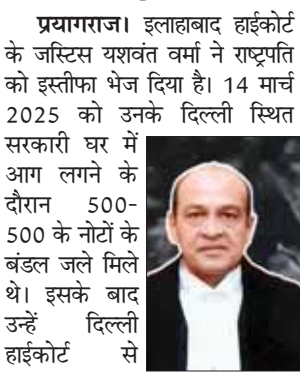 प्रयागराज। इलाहाबाद हाईकोर्ट
के जस्टिस यशवंत वर्मा ने राष्ट्रपति
को इस्तीफा भेज दिया है। 14 मार्च
2025 को उनके दिल्ली स्थित
सरकारी घर में
आग लगने के
दौरान 500-
500 के नोटों के
बंडल जले मिले
थे। इसके बाद
उन्हें दिल्ली
हाईकोर्ट से